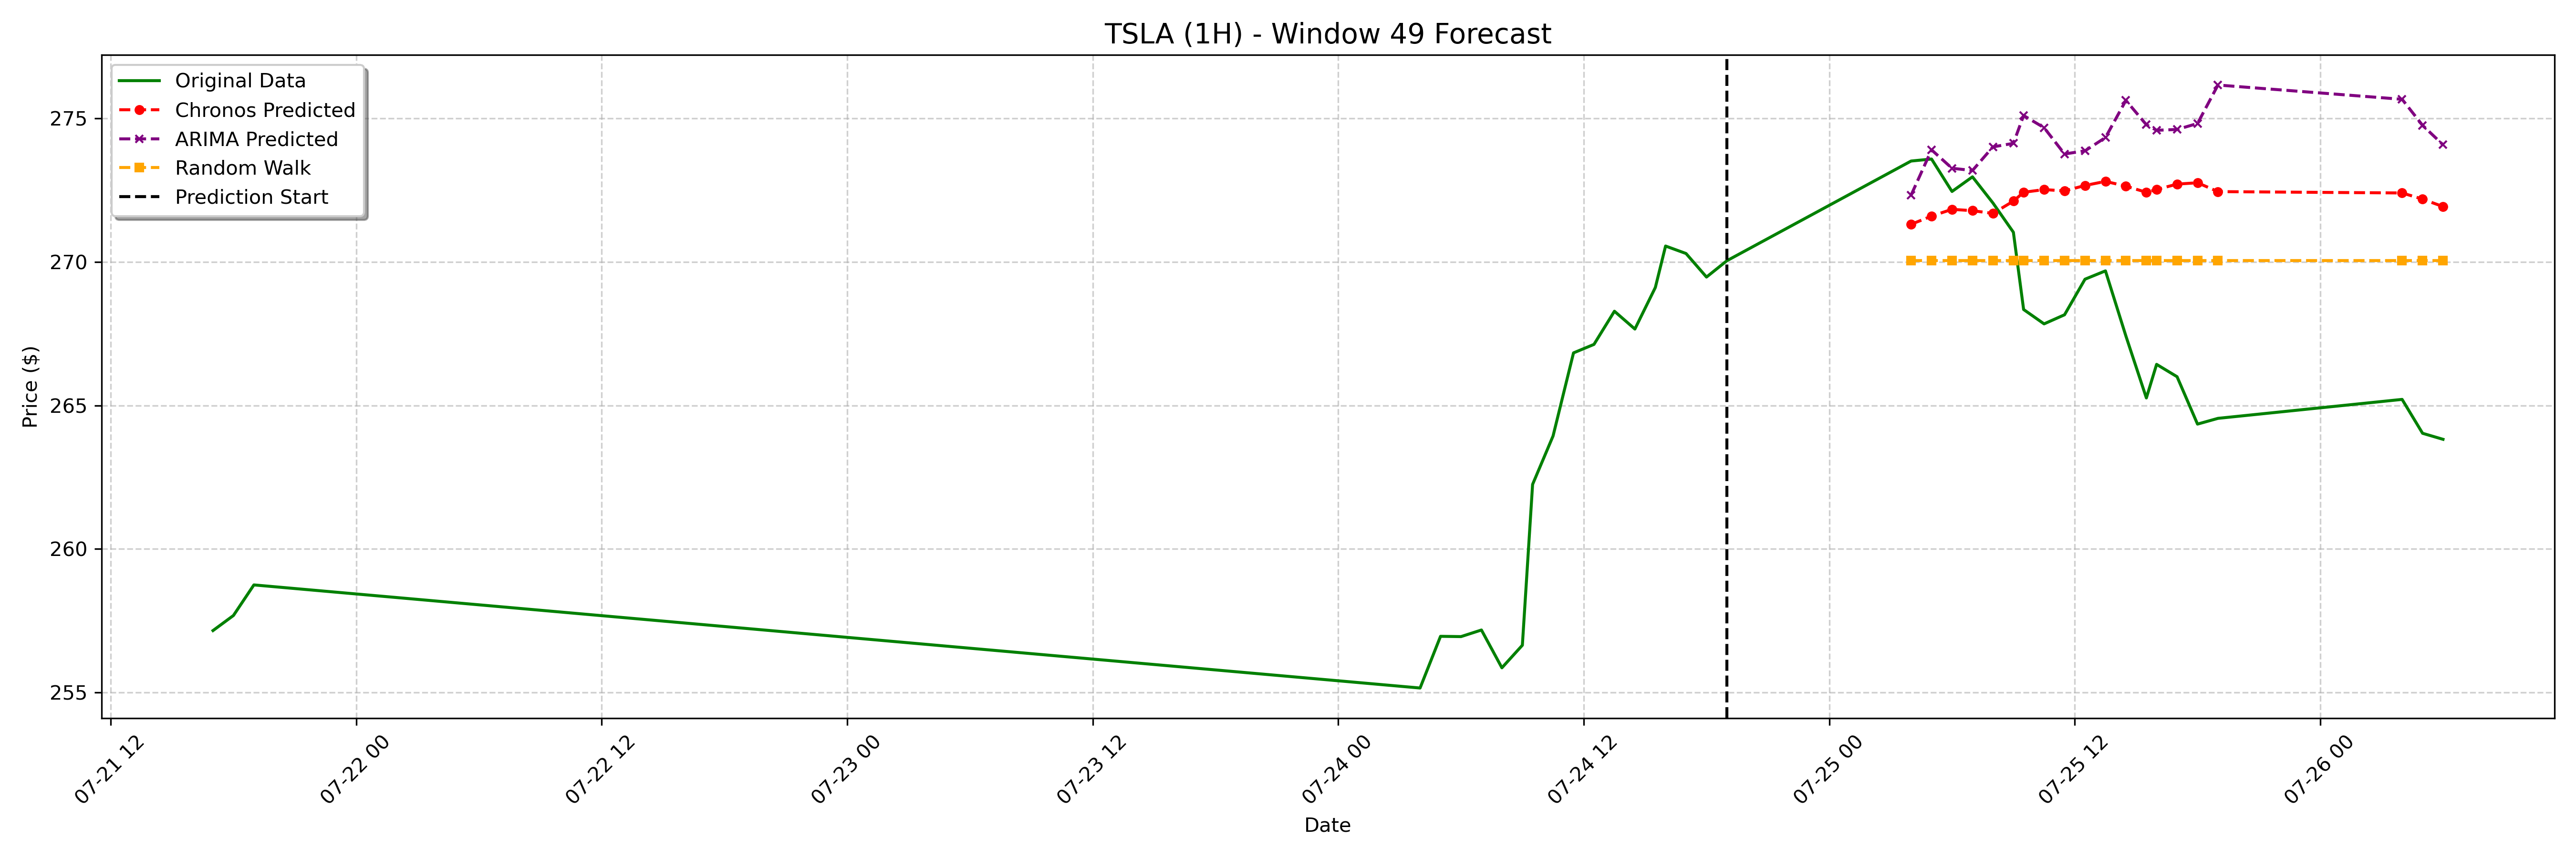 TSLA (1H) - Window 49 Forecast
Original Data
Chronos Predicted
ARIMA Predicted
Random Walk
Prediction Start
Price ($)
275
270
265
260
255
07-21 12
07-22 00
07-22 12
07-23 00
07-23 12
07-24 00
07-24 12
07-25 00
07-25 12
07-26 00
Date